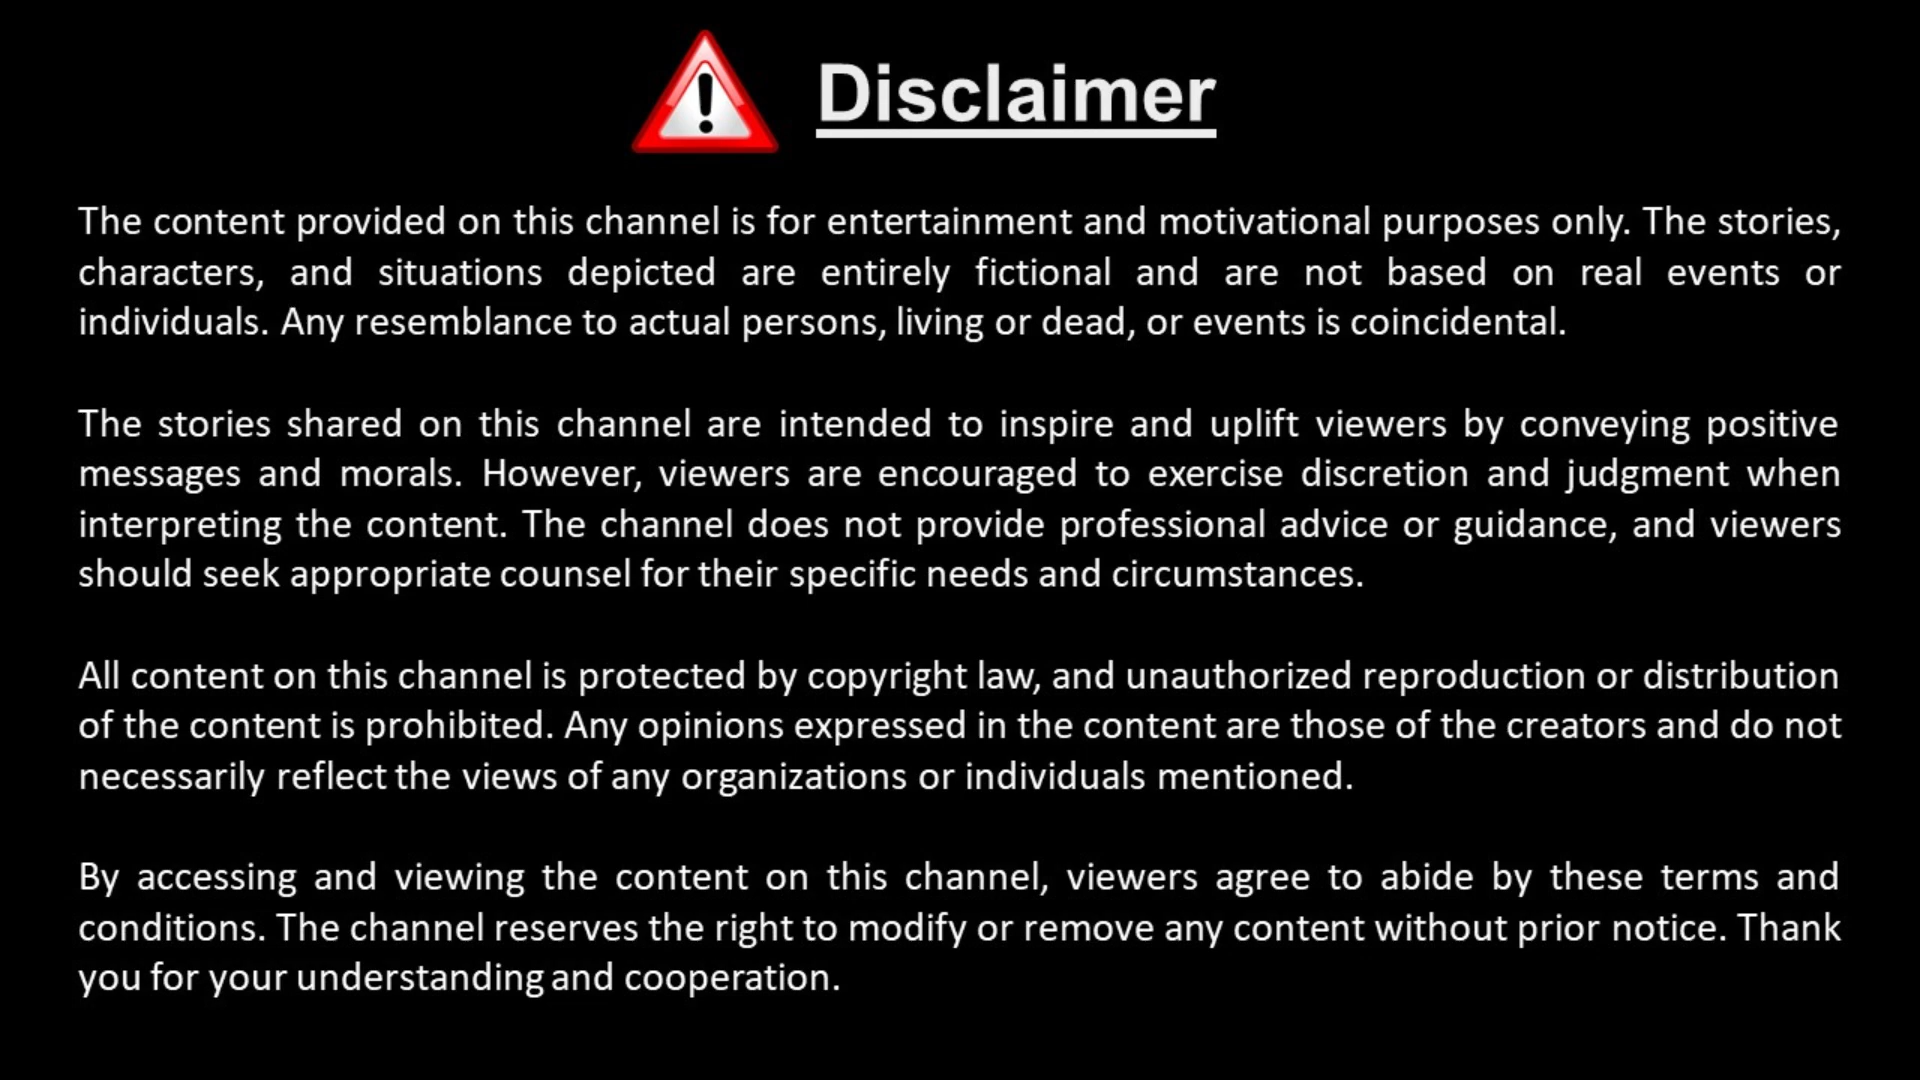 Disclaimer
The content provided on this channel is for entertainment and motivational purposes only. The stories,
characters, and situations depicted are entirely fictional and are not based on real events or
individuals. Any resemblance to actual persons, living or dead, or events is coincidental.
The stories shared on this channel are intended to inspire and uplift viewers by conveying positive
messages and morals. However, viewers are encouraged to exercise discretion and judgment when
interpreting the content. The channel does not provide professional advice or guidance, and viewers
should seek appropriate counsel for their specific needs and circumstances.
All content on this channel is protected by copyright law, and unauthorized reproduction or distribution
of the content is prohibited. Any opinions expressed in the content are those of the creators and do not
necessarily reflect the views of any organizations or individuals mentioned.
By accessing and viewing the content on this channel, viewers agree to abide by these terms and
conditions. The channel reserves the right to modify or remove any content without prior notice. Thank
you for your understanding and cooperation.